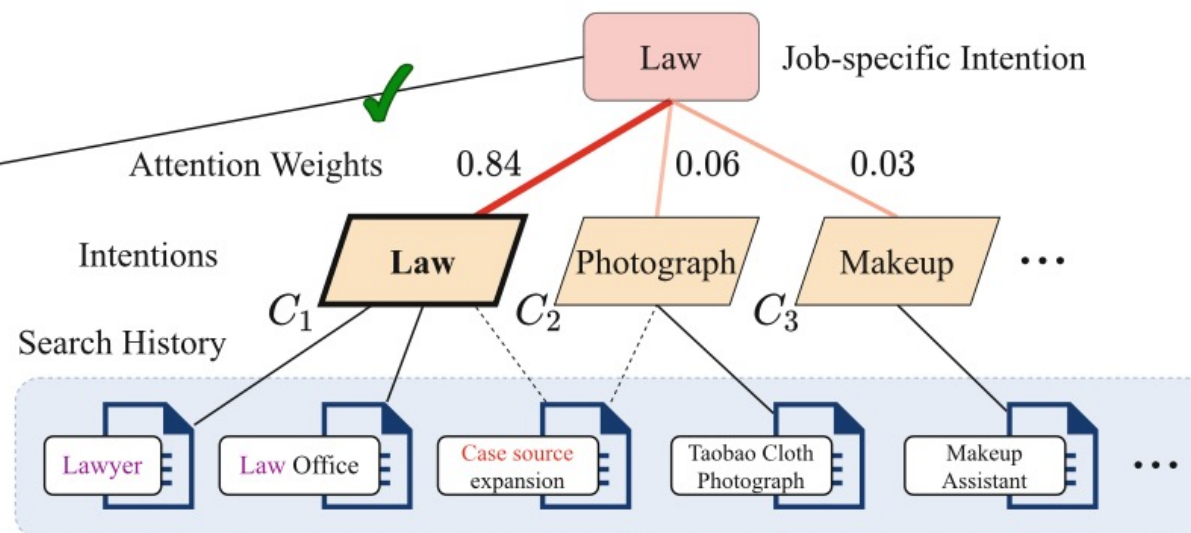 Law
Job-specific Intention
Attention Weights
0.84
0.06
0.03
Intentions
Law
Photograph
Makeup
...
C1
C2
C3
Search History
Lawyer
Law Office
Case source
expansion
Taobao Cloth
Photograph
Makeup
Assistant
...